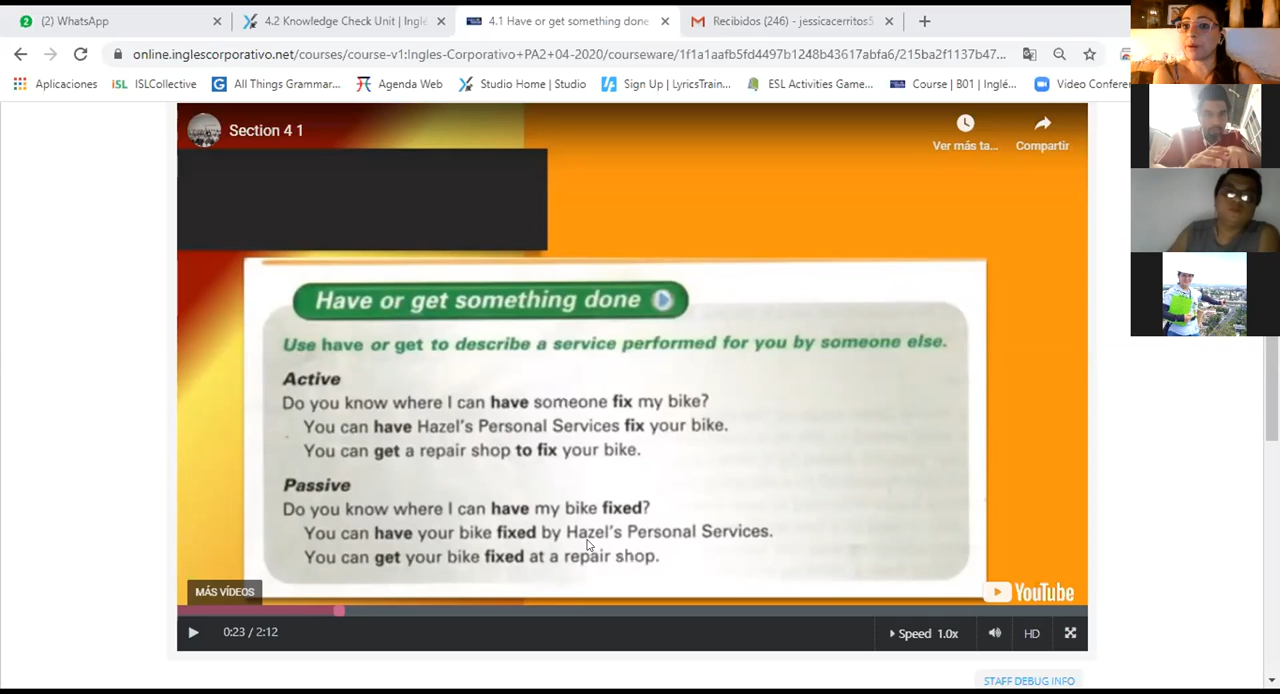 (2) WhatsApp
4.2 Knowledge Check Unit | Inglé
4.1 Have or get something done
Recibidos (246) - jessicacerritos5
online.inglescorporativo.net/courses/course-v1:Ingles-Corporativo+PA2+04-2020/courseware/1f1a1aafb5fd4497b1248b43617abfa6/215ba2f1137b47...
Aplicaciones
iSL ISLCollective
All Things Grammar...
Agenda Web
Studio Home | Studio
Sign Up | LyricsTrain...
ESL Activities Game...
Course | B01 | Inglé...
Video Conferen
Section 4 1
Ver más ta...
Compartir
Have or get something done
Use have or get to describe a service performed for you by someone else.
Active
Do you know where I can have someone fix my bike?
You can have Hazel's Personal Services fix your bike.
You can get a repair shop to fix your bike.
Passive
Do you know where I can have my bike fixed?
You can have your bike fixed by Hazel's Personal Services.
You can get your bike fixed at a repair shop.
MÁS VÍDEOS
YouTube
0:23 / 2:12
Speed 1.0x
HD
STAFF DEBUG INFO